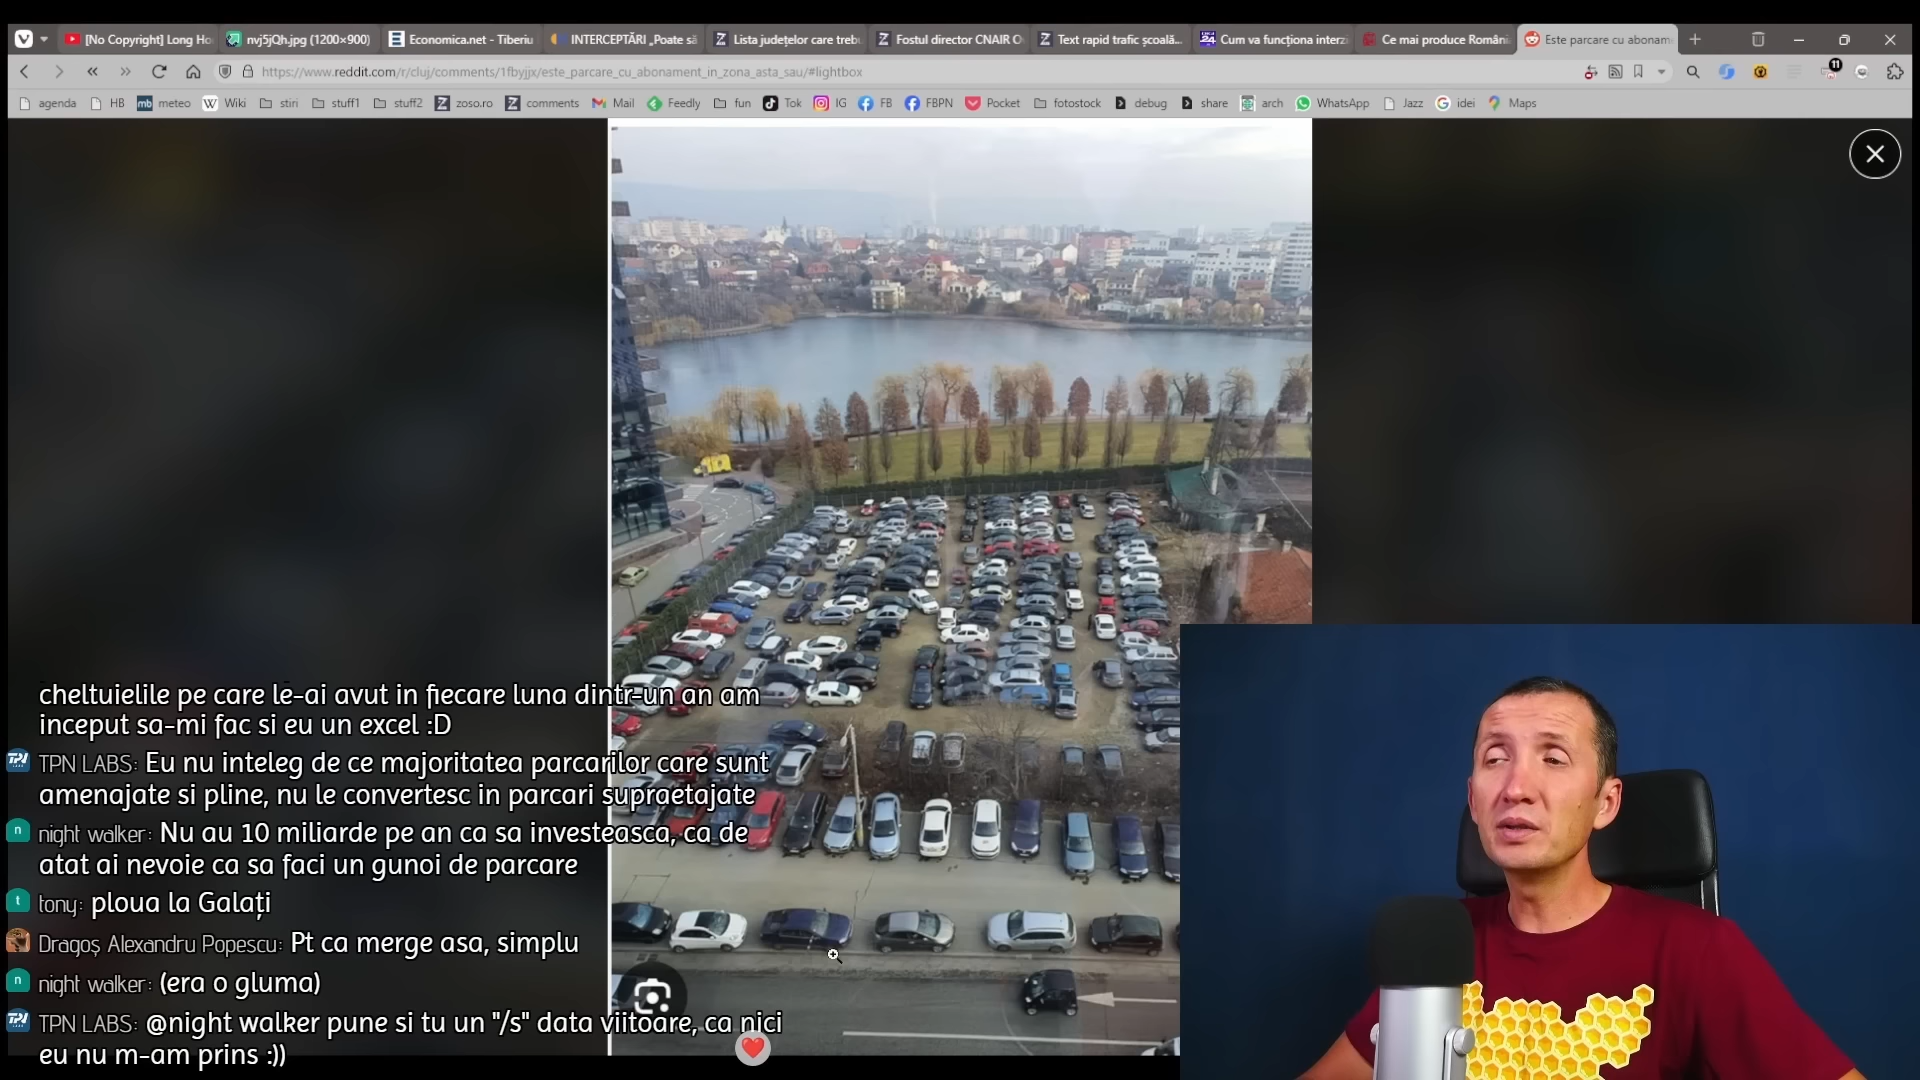 [No Copyright] Long Ho
nvj5jQh.jpg (1200×900)
Economica.net - Tiberiu
INTERCEPTĂRI „Poate să
Lista județelor care treb
Fostul director CNAIR O
Text rapid trafic școală...
Cum va funcționa interzi
Ce mai produce Români
Este parcare cu abonam
https://www.reddit.com/r/cluj/comments/1fbyjjx/este_parcare_cu_abonament_in_zona_asta_sau/#lightbox
11
agenda HB mb meteo W Wiki stiri stuff1 stuff2 Z zoso.ro Z comments Mail Feedly fun Tok IG FB FBPN Pocket fotostock debug share arch WhatsApp Jazz idei Maps
cheltuielile pe care le-ai avut in fiecare luna dintr-un an am
inceput sa-mi fac si eu un excel :D
TPN LABS: Eu nu inteleg de ce majoritatea parcarilor care sunt
amenajate si pline, nu le convertesc in parcari supraetajate
night walker: Nu au 10 miliarde pe an ca sa investeasca, ca de
atat ai nevoie ca sa faci un gunoi de parcare
tony: ploua la Galați
Dragoș Alexandru Popescu: Pt ca merge asa, simplu
night walker: (era o gluma)
TPN LABS: @night walker pune si tu un "/s" data viitoare, ca nici
eu nu m-am prins :))